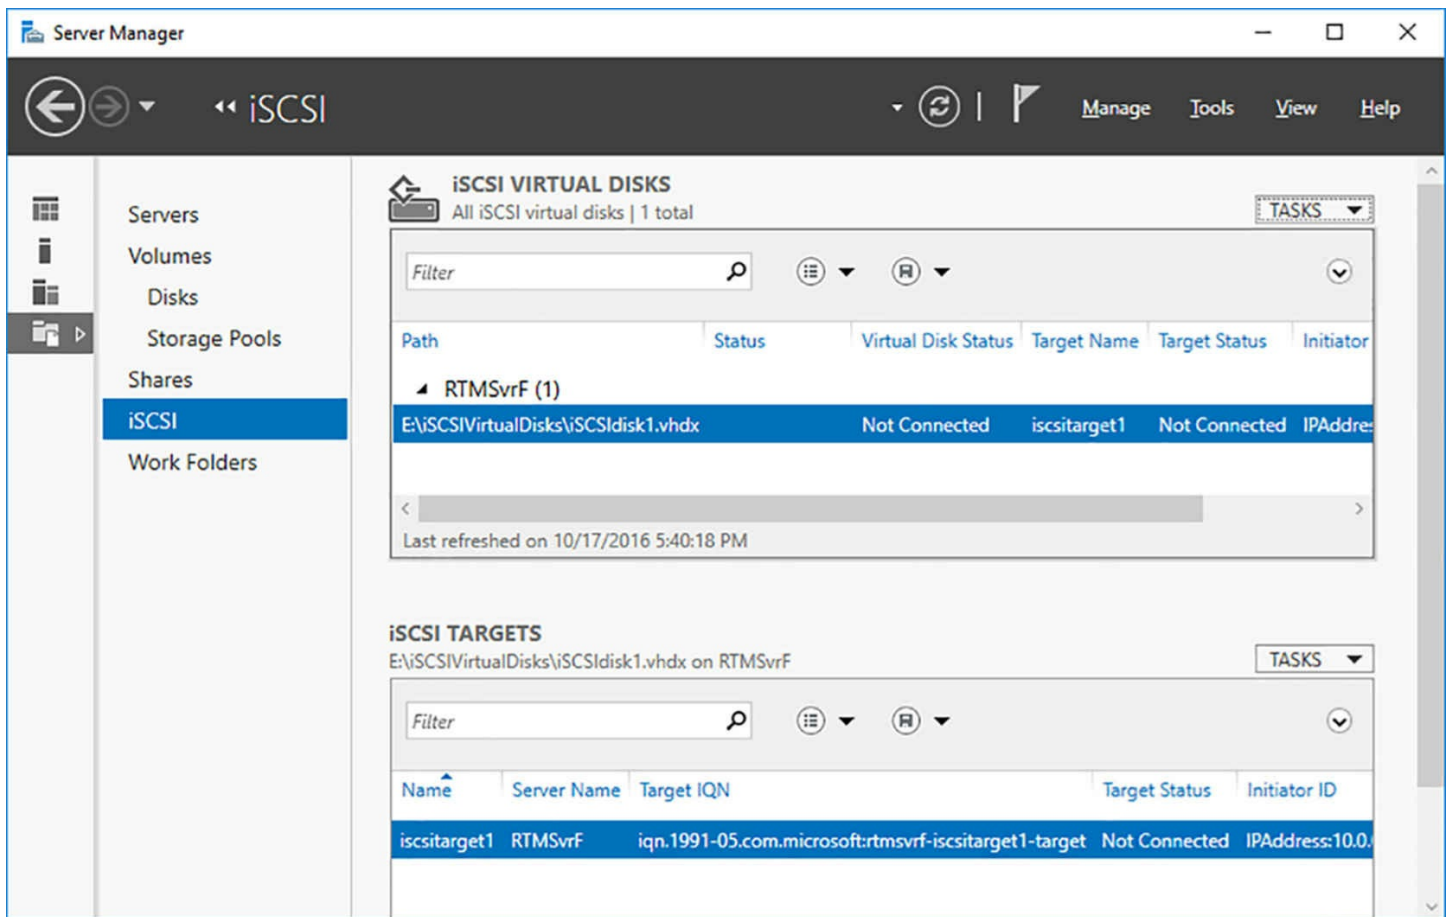 Server Manager
iSCSI
Manage Tools View Help
Servers
Volumes
Disks
Storage Pools
Shares
iSCSI
Work Folders
iSCSI VIRTUAL DISKS
All iSCSI virtual disks | 1 total
TASKS
Filter
Path Status Virtual Disk Status Target Name Target Status Initiator
RTMSvrF (1)
E:\iSCSIVirtualDisks\iSCSIdisk1.vhdx Not Connected iscsitarget1 Not Connected IPAddres
Last refreshed on 10/17/2016 5:40:18 PM
iSCSI TARGETS
E:\iSCSIVirtualDisks\iSCSIdisk1.vhdx on RTMSvrF
TASKS
Filter
Name Server Name Target IQN Target Status Initiator ID
iscsitarget1 RTMSvrF iqn.1991-05.com.microsoft:rtmsvrf-iscsitarget1-target Not Connected IPAddress:10.0.